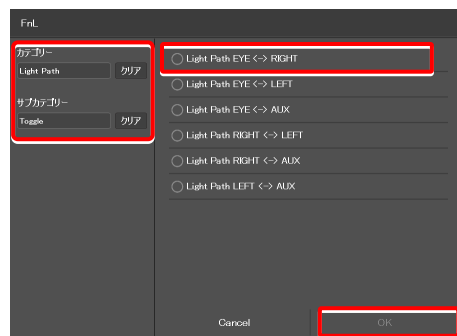 FnL
カテゴリー
Light Path クリア
サブカテゴリー
Toggle クリア
Light Path EYE <-> RIGHT
Light Path EYE <-> LEFT
Light Path EYE <-> AUX
Light Path RIGHT <-> LEFT
Light Path RIGHT <-> AUX
Light Path LEFT <-> AUX
Cancel OK